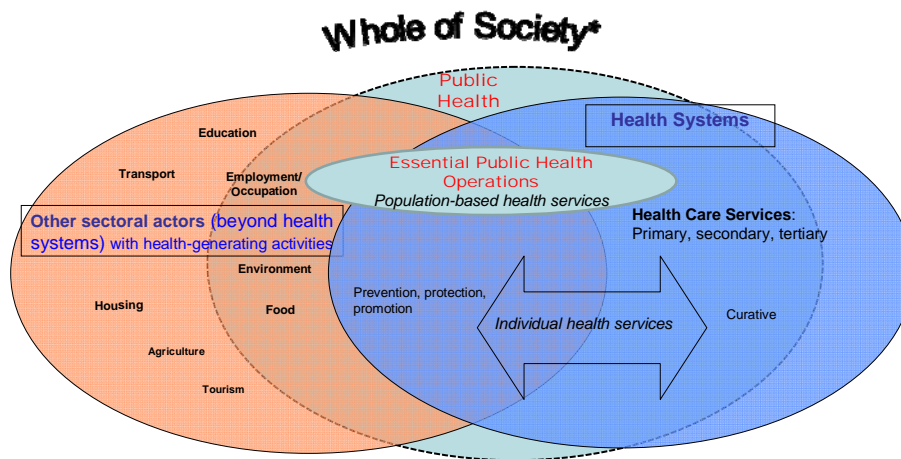 Whole of Society*
Public
Health
Health Systems
Education
Transport
Employment/
Occupation
Essential Public Health
Operations
Population-based health services
Other sectoral actors (beyond health
systems) with health-generating activities
Health Care Services:
Primary, secondary, tertiary
Environment
Housing
Food
Prevention, protection,
promotion
Individual health services
Curative
Agriculture
Tourism